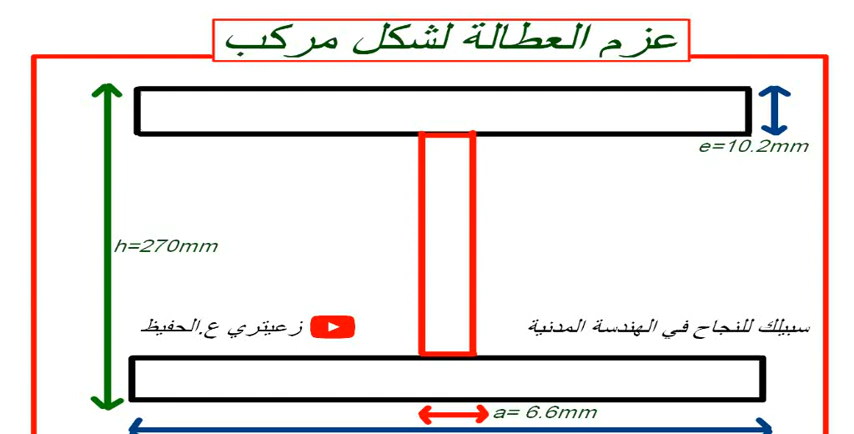 عزم العطالة لشكل مركب
e=10.2mm
h=270mm
سبيلك للنجاح في الهندسة المدنية
زعيتري ع.الحفيظ
a= 6.6mm